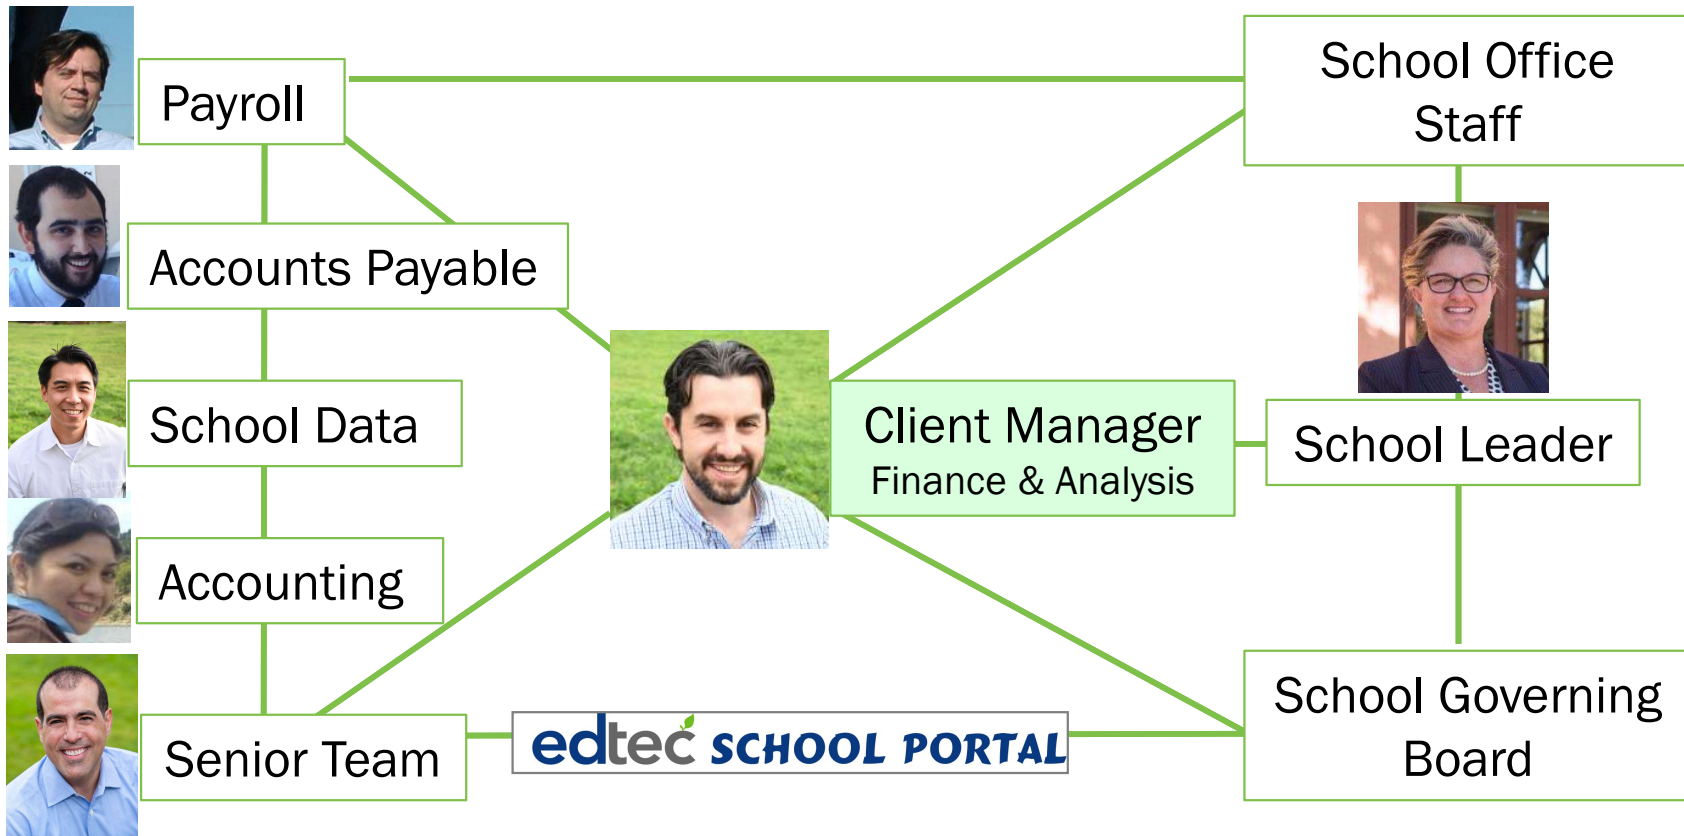 Payroll
School Office
Staff
Accounts Payable
School Data
Client Manager
Finance & Analysis
School Leader
Accounting
Senior Team
edtec SCHOOL PORTAL
School Governing
Board